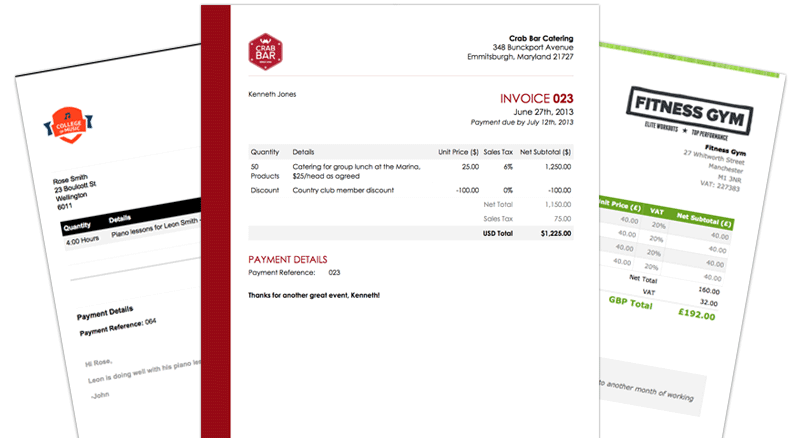 COLLEGE
OF MUSIC
Rose Smith
23 Boulcott St
Wellington
6011
Quantity Details
4:00 Hours Piano lessons for Leon Smith -
Payment Details
Payment Reference: 064
Hi Rose,
Leon is doing well with his piano
-John
CRAB
BAR
Crab Bar Catering
348 Bunckport Avenue
Emmitsburgh, Maryland 21727
Kenneth Jones
INVOICE 023
June 27th, 2013
Payment due by July 12th, 2013
Quantity Details Unit Price ($) Sales Tax Net Subtotal ($)
50 Catering for group lunch at the Marina, 25.00 6% 1,250.00
Products $25/head as agreed
Discount Country club member discount -100.00 0% -100.00
Net Total 1,150.00
Sales Tax 75.00
USD Total $1,225.00
PAYMENT DETAILS
Payment Reference: 023
Thanks for another great event, Kenneth!
FITNESS GYM
ELITE WORKOUTS ★ TOP PERFORMANCE
Fitness Gym
27 Whitworth Street
Manchester
M1 3NR
VAT: 227383
Unit Price (£) VAT Net Subtotal (£)
40.00 20% 40.00
40.00 20% 40.00
40.00 20% 40.00
40.00 20% 40.00
Net Total 160.00
VAT 32.00
GBP Total £192.00
to another month of working